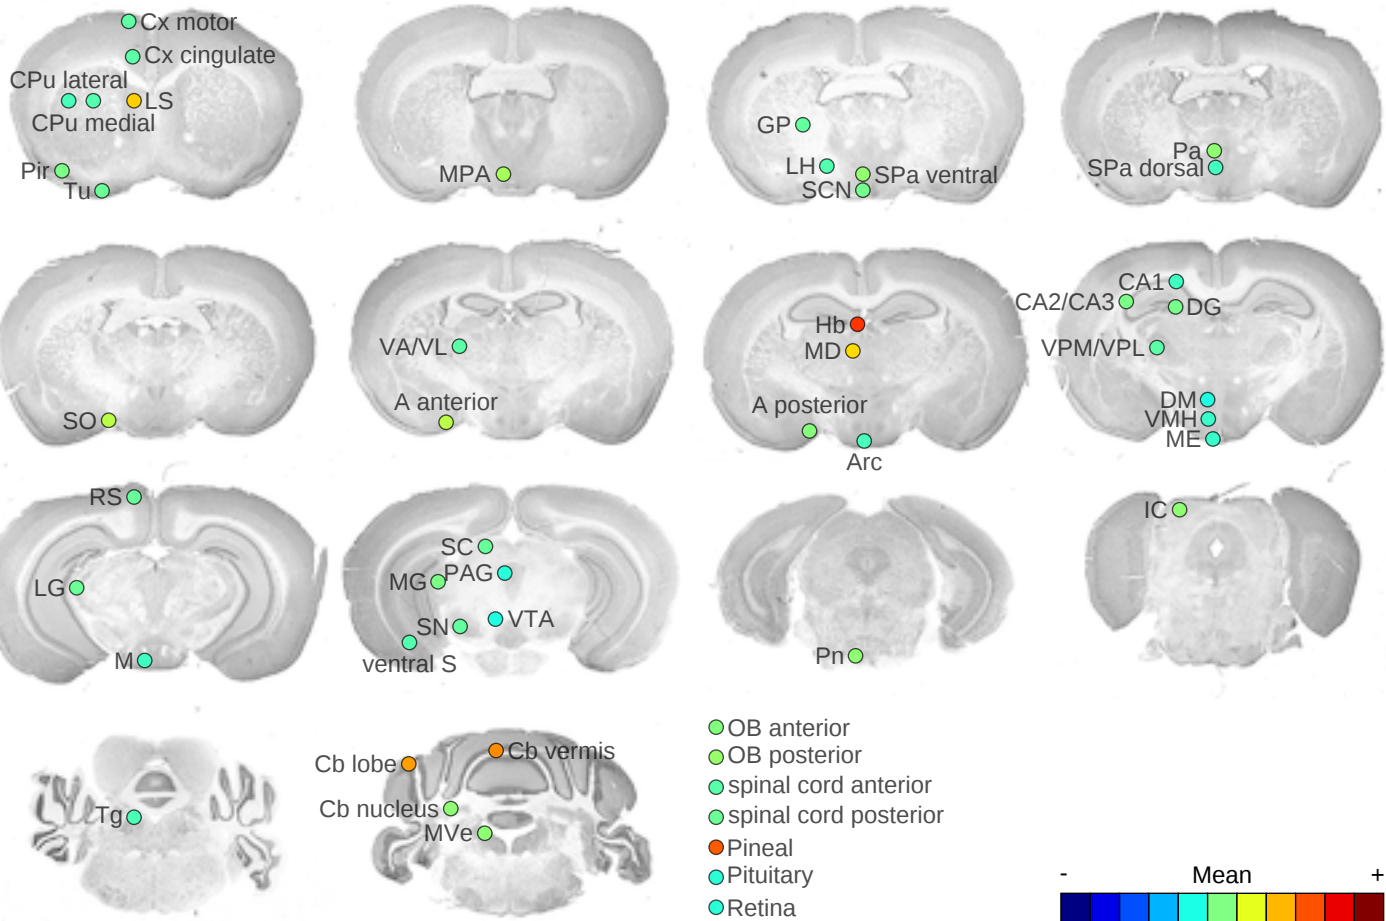 Cx motor
Cx cingulate
CPu lateral
LS
CPu medial
Pir
Tu
MPA
GP
LH
SPa ventral
SCN
Pa
SPa dorsal
SO
VA/VL
A anterior
Hb
MD
A posterior
Arc
CA1
CA2/CA3
DG
VPM/VPL
DM
VMH
ME
RS
LG
M
SC
MG
PAG
SN
VTA
ventral S
Pn
IC
Tg
Cb vermis
Cb lobe
Cb nucleus
MVe
OB anterior
OB posterior
spinal cord anterior
spinal cord posterior
Pineal
Pituitary
Retina
- Mean +